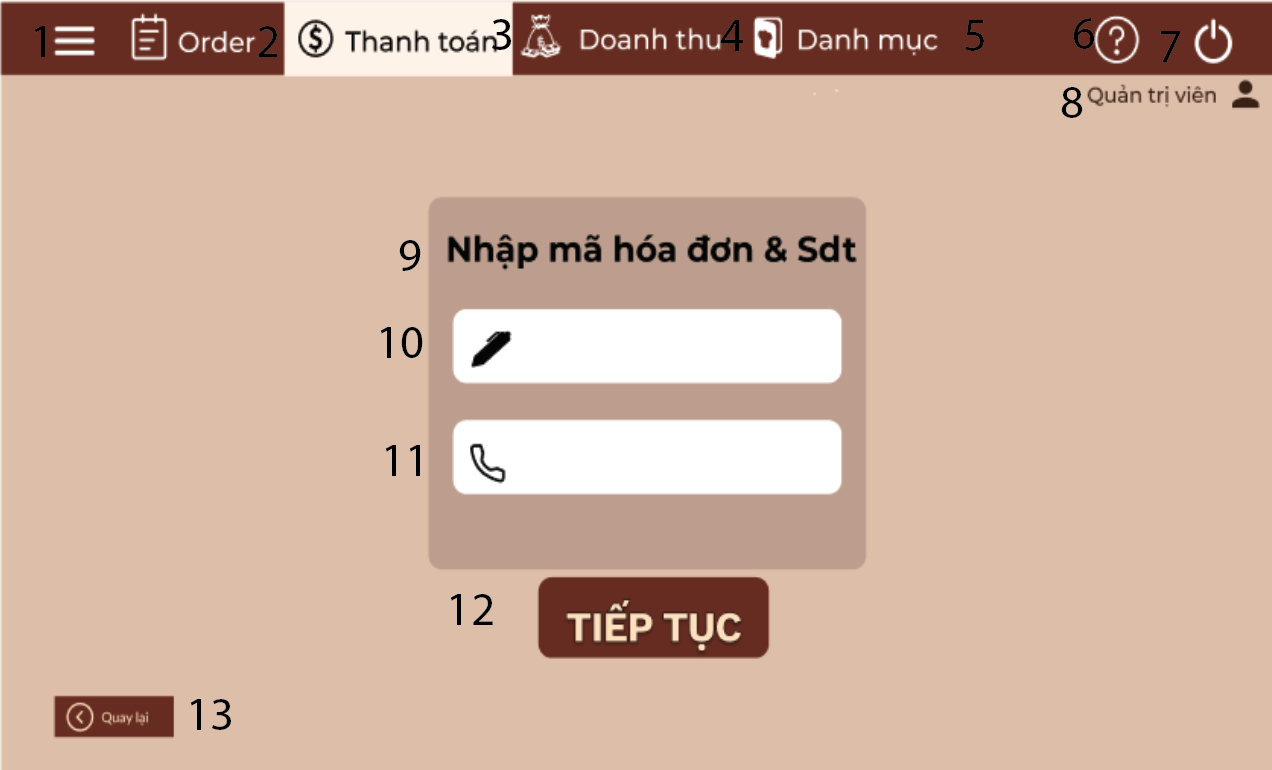 1 Order 2 Thanh toán 3 Doanh thu 4 Danh mục 5 6 ? 7
8 Quản trị viên
9 Nhập mã hóa đơn & Sdt
10
11
12 TIẾP TỤC
Quay lại 13